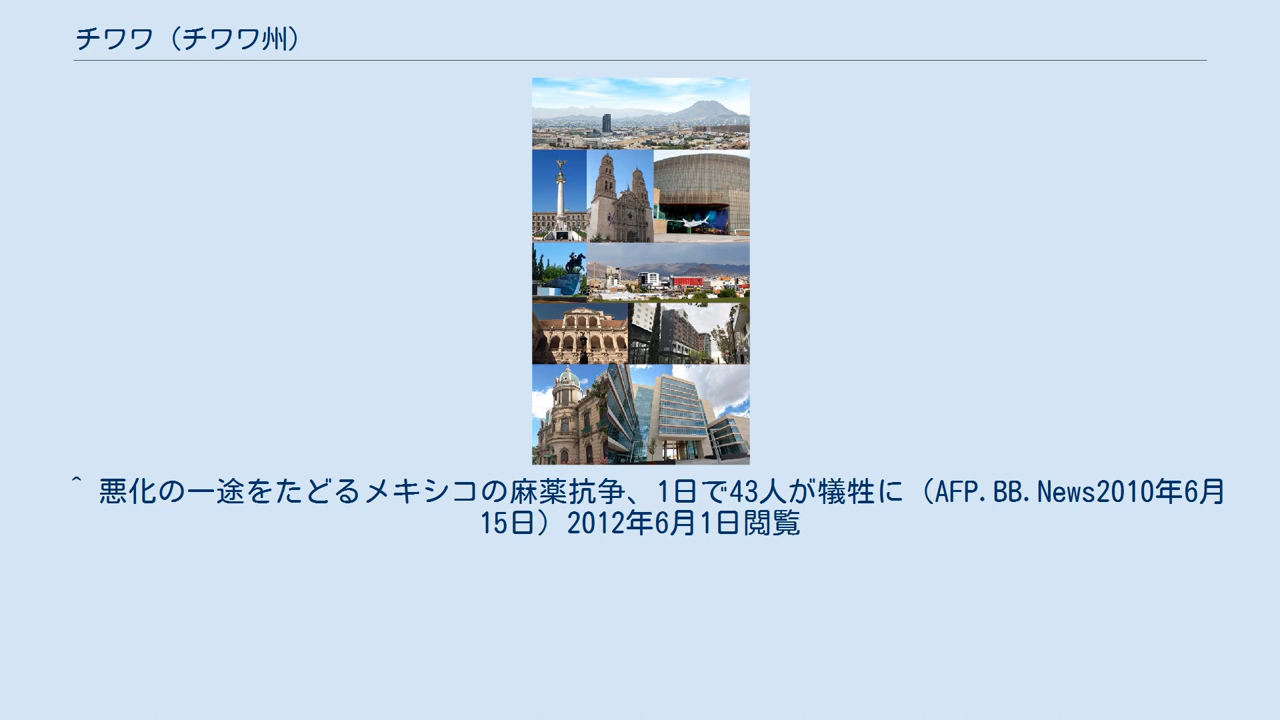 チワワ（チワワ州）
^ 悪化の一途をたどるメキシコの麻薬抗争、1日で43人が犠牲に（AFP.BB.News2010年6月
15日）2012年6月1日閲覧